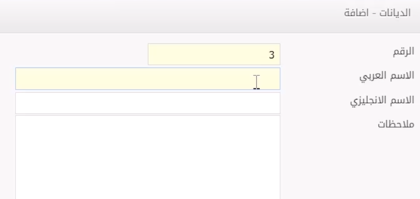 الديانات - اضافة
الرقم 3
الاسم العربي
الاسم الانجليزي
ملاحظات